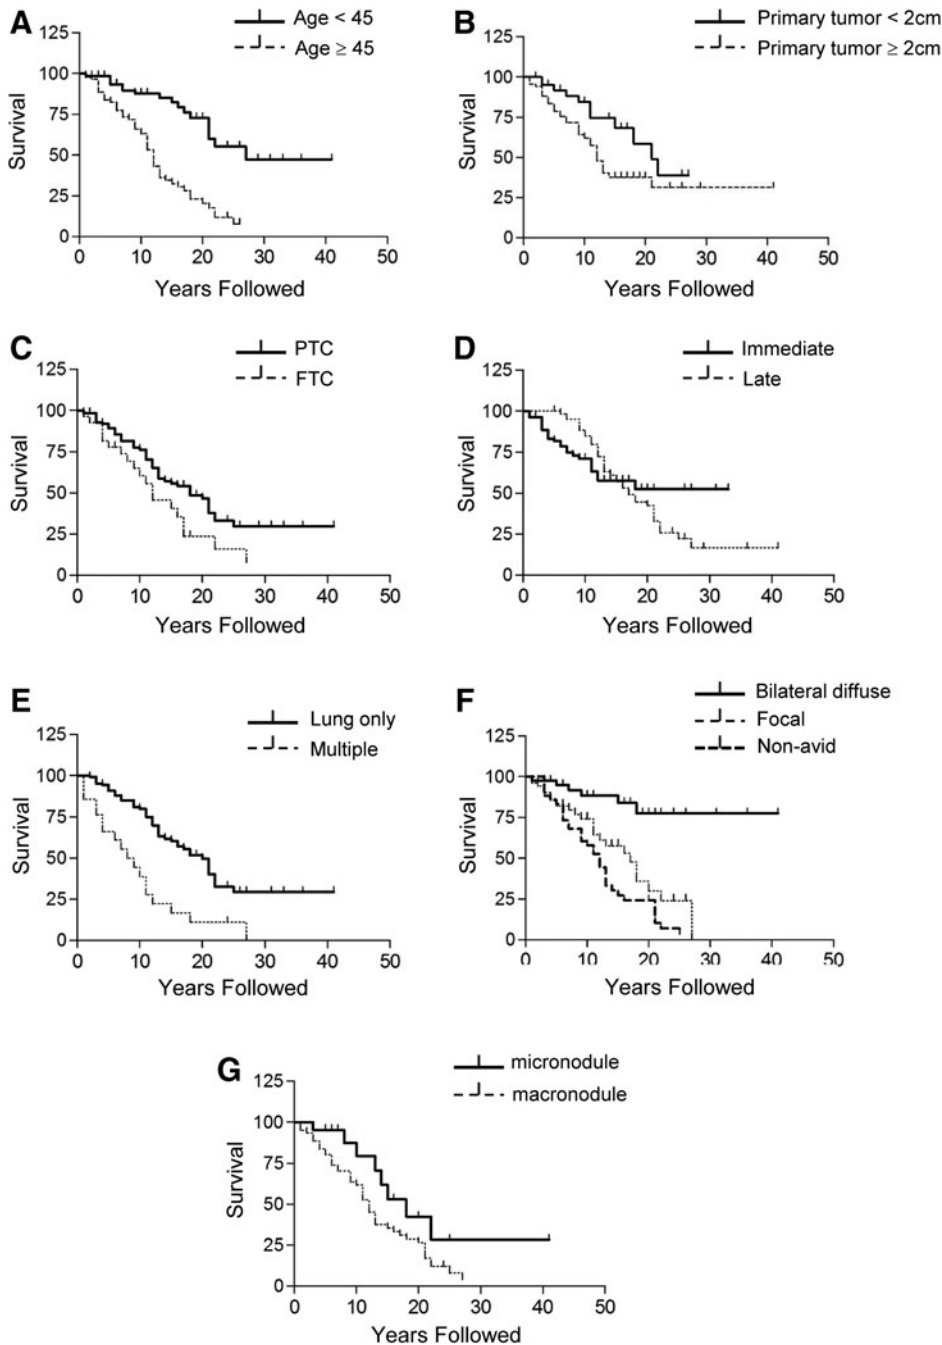 A
Age < 45
Age ≥ 45
125
100
75
50
25
0
Survival
0 10 20 30 40 50
Years Followed
B
Primary tumor < 2cm
Primary tumor ≥ 2cm
125
100
75
50
25
0
Survival
0 10 20 30 40 50
Years Followed
C
PTC
FTC
125
100
75
50
25
0
Survival
0 10 20 30 40 50
Years Followed
D
Immediate
Late
125
100
75
50
25
0
Survival
0 10 20 30 40 50
Years Followed
E
Lung only
Multiple
125
100
75
50
25
0
Survival
0 10 20 30 40 50
Years Followed
F
Bilateral diffuse
Focal
Non-avid
125
100
75
50
25
0
Survival
0 10 20 30 40 50
Years Followed
G
micronodule
macronodule
125
100
75
50
25
0
Survival
0 10 20 30 40 50
Years Followed